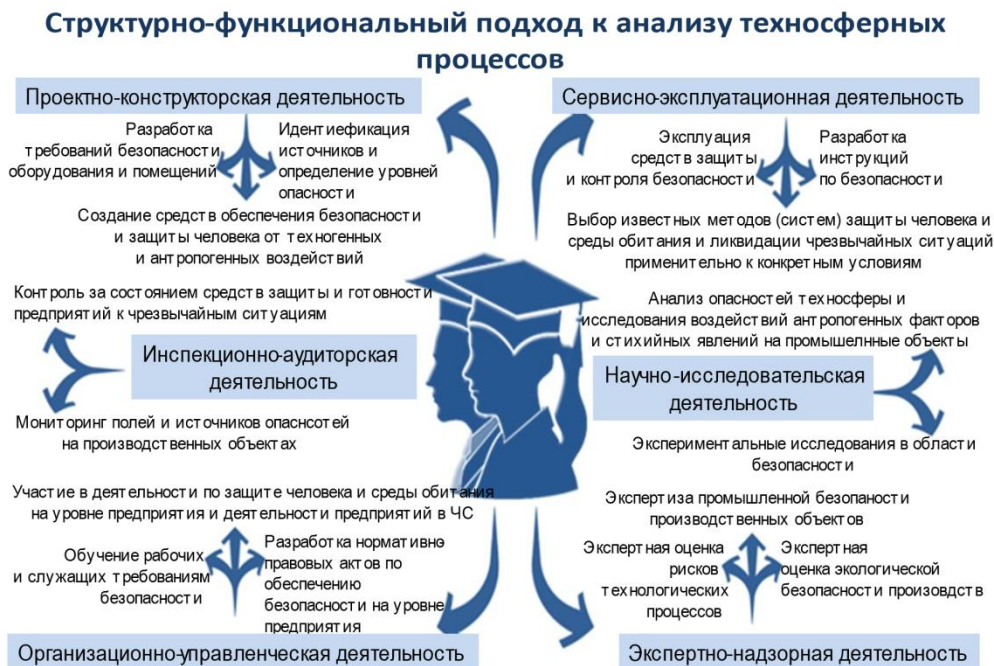 Структурно-функциональный подход к анализу техносферных
процессов
Проектно-конструкторская деятельность
Разработка
требований безопасности
оборудования и помещений
Идентиефикация
источников и
определение уровней
опасности
Создание средств обеспечения безопасности
и защиты человека от техногенных
и антропогенных воздействий
Сервисно-эксплуатационная деятельность
Эксплуация
средств защиты
и контроля безопасности
Разработка
инструкций
по безопасности
Выбор известных методов (систем) защиты человека и
среды обитания и ликвидации чрезвычайных ситуаций
применительно к конкретным условиям
Контроль за состоянием средств защиты и готовности
предприятий к чрезвычайным ситуациям
Инспекционно-аудиторская
деятельность
Мониторинг полей и источников опаснсотей
на производственных объектах
Анализ опасностей техносферы и
исследования воздействий антропогенных факторов
и стихийных явлений на промышелнные объекты
Научно-исследовательская
деятельность
Экспериментальные исследования в области
безопасности
Участие в деятельности по защите человека и среды обитания
на уровне предприятия и деятельности предприятий в ЧС
Обучение рабочих
и служащих требованиям
безопасности
Разработка нормативно-
правовых актов по
обеспечению
безопасности на уровне
предприятия
Организационно-управленческая деятельность
Экспертиза промышленной безопаности
производственных объектов
Экспертная оценка
рисков
технологических
процессов
Экспертная
оценка экологической
безопасности произовдств
Экспертно-надзорная деятельность